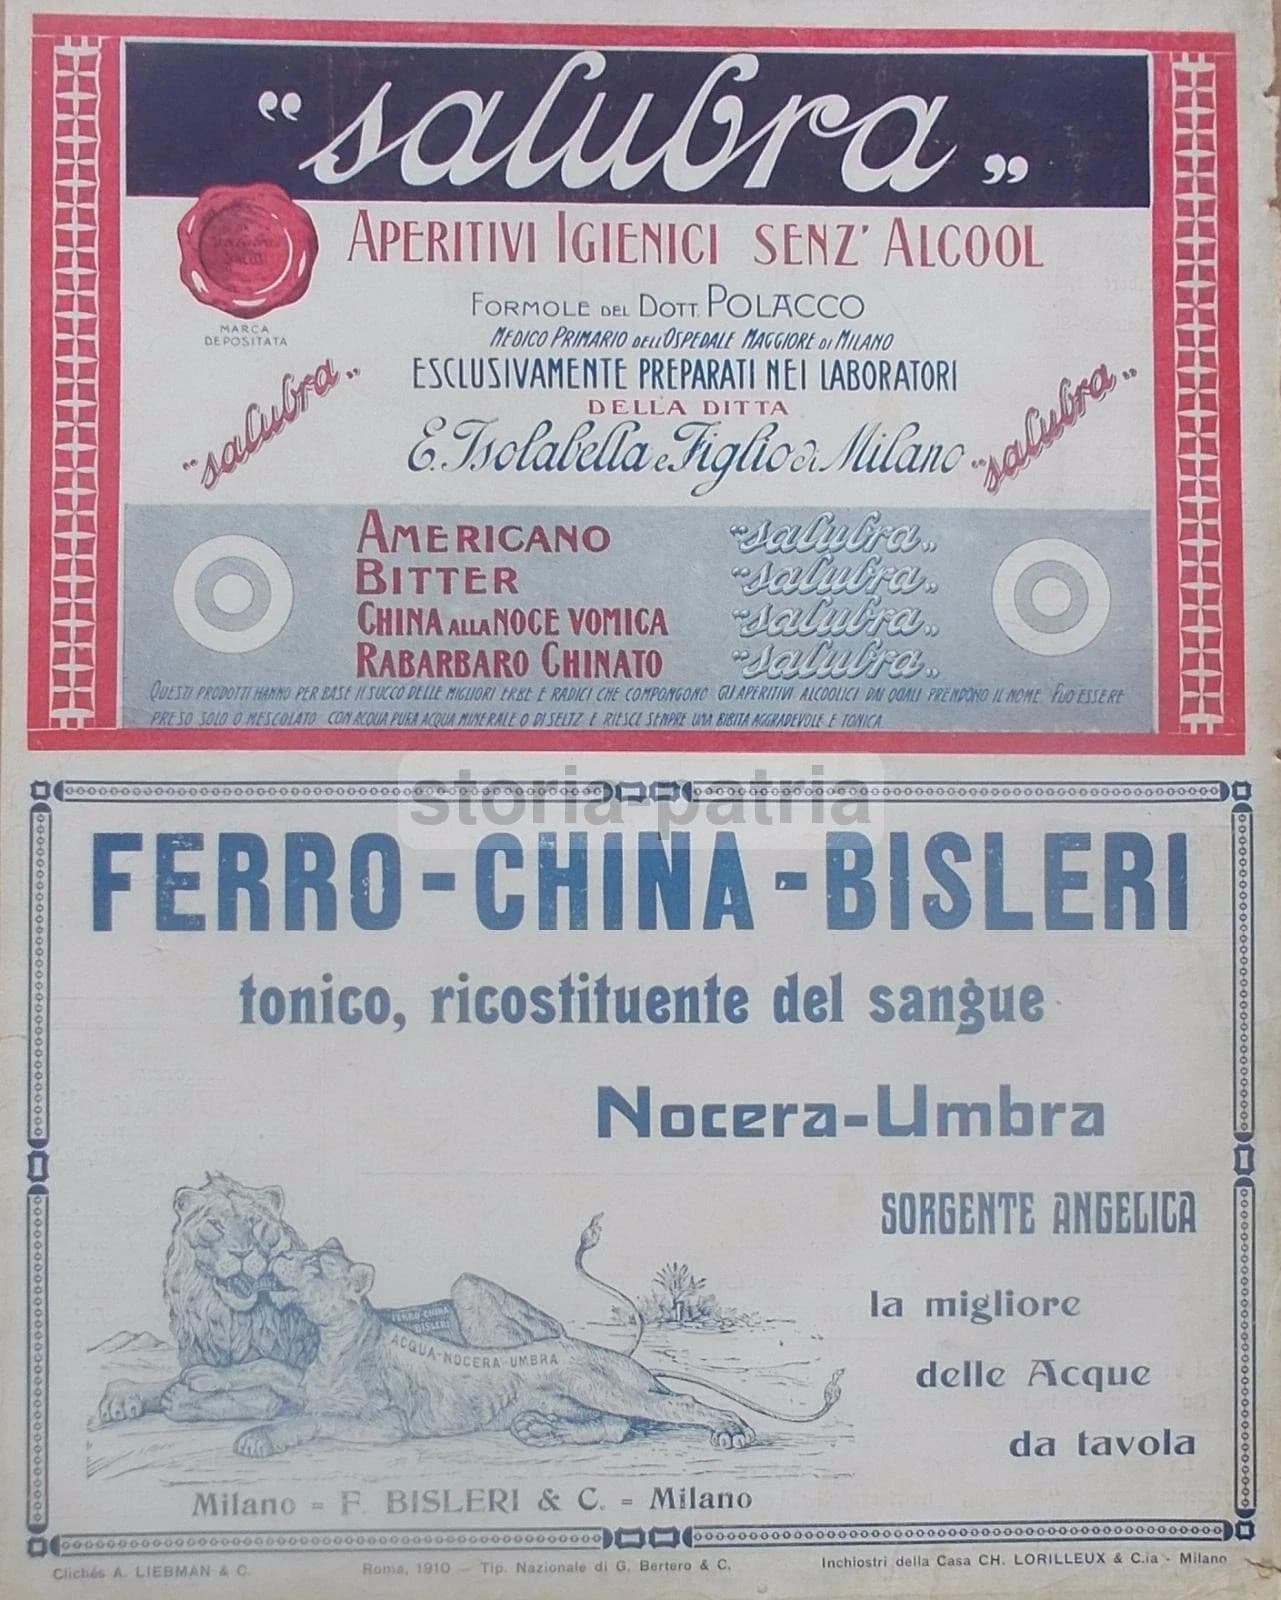 "salubra„
APERITIVI IGIENICI SENZ' ALCOOL
FORMOLE DEL DOTT. POLACCO
MEDICO PRIMARIO DELL'OSPEDALE MAGGIORE DI MILANO
MARCA
DEPOSITATA
ESCLUSIVAMENTE PREPARATI NEI LABORATORI
DELLA DITTA
"salubra„
E. Isolabella e Figlio di Milano
"salubra„
AMERICANO "salubra„
BITTER "salubra„
CHINA ALLA NOCE VOMICA "salubra„
RABARBARO CHINATO "salubra„
QUESTI PRODOTTI HANNO PER BASE IL SUCCO DELLE MIGLIORI ERBE E RADICI CHE COMPONGONO GLI APERITIVI ALCOOLICI DAI QUALI PRENDONO IL NOME. PUO' ESSERE
PRESO SOLO O MESCOLATO CON ACQUA PURA ACQUA MINERALE O DI SELTZ E RIESCE SEMPRE UNA BIBITA AGGRADEVOLE E TONICA
storia-patria
FERRO-CHINA-BISLERI
tonico, ricostituente del sangue
Nocera-Umbra
SORGENTE ANGELICA
la migliore
delle Acque
da tavola
FERRO-CHINA
BISLERI
ACQUA-NOCERA-UMBRA
Milano = F. BISLERI & C. = Milano
Clichés A. LIEBMAN & C.
Roma, 1910 — Tip. Nazionale di G. Bertero & C.
Inchiostri della Casa CH. LORILLEUX & C.ia - Milano